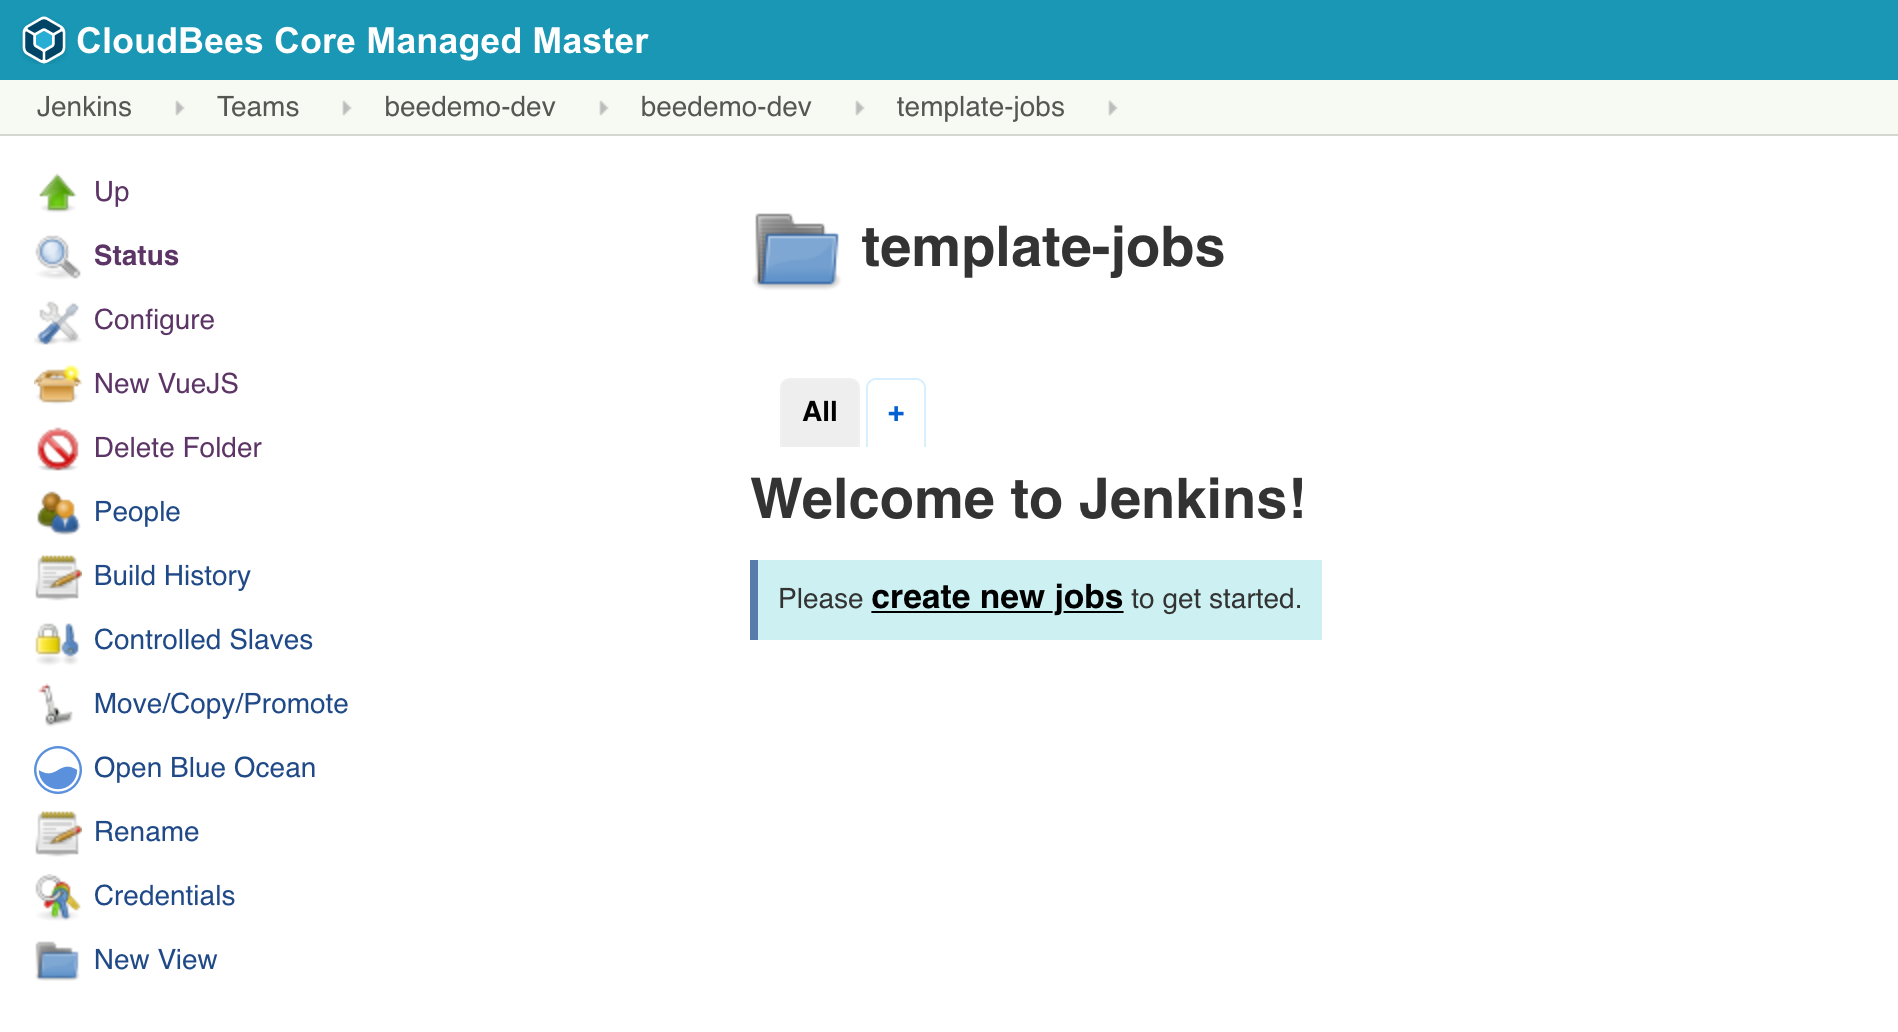 CloudBees Core Managed Master
Jenkins Teams beedemo-dev beedemo-dev template-jobs
Up
Status
Configure
New VueJS
Delete Folder
People
Build History
Controlled Slaves
Move/Copy/Promote
Open Blue Ocean
Rename
Credentials
New View
template-jobs
All +
Welcome to Jenkins!
Please create new jobs to get started.